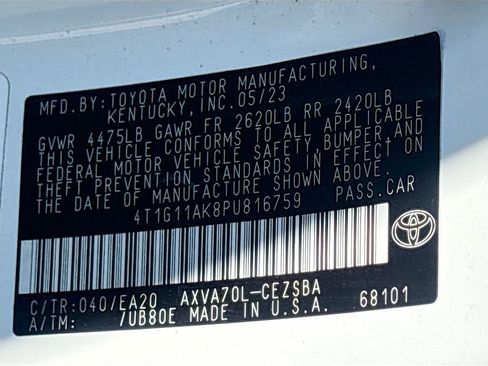 MFD.BY:TOYOTA MOTOR MANUFACTURING,
KENTUCKY, INC.05/23
GVWR 4475LB GAWR FR 2620LB RR 2420LB
THIS VEHICLE CONFORMS TO ALL APPLICABLE
FEDERAL MOTOR VEHICLE SAFETY, BUMPER, AND
THEFT PREVENTION STANDARDS IN EFFECT ON
THE DATE OF MANUFACTURE SHOWN ABOVE.
4T1G11AK8PU816759 PASS.CAR
C/TR:040/EA20 AXVA70L-CEZSBA
A/TM: /UB80E MADE IN U.S.A. 68101